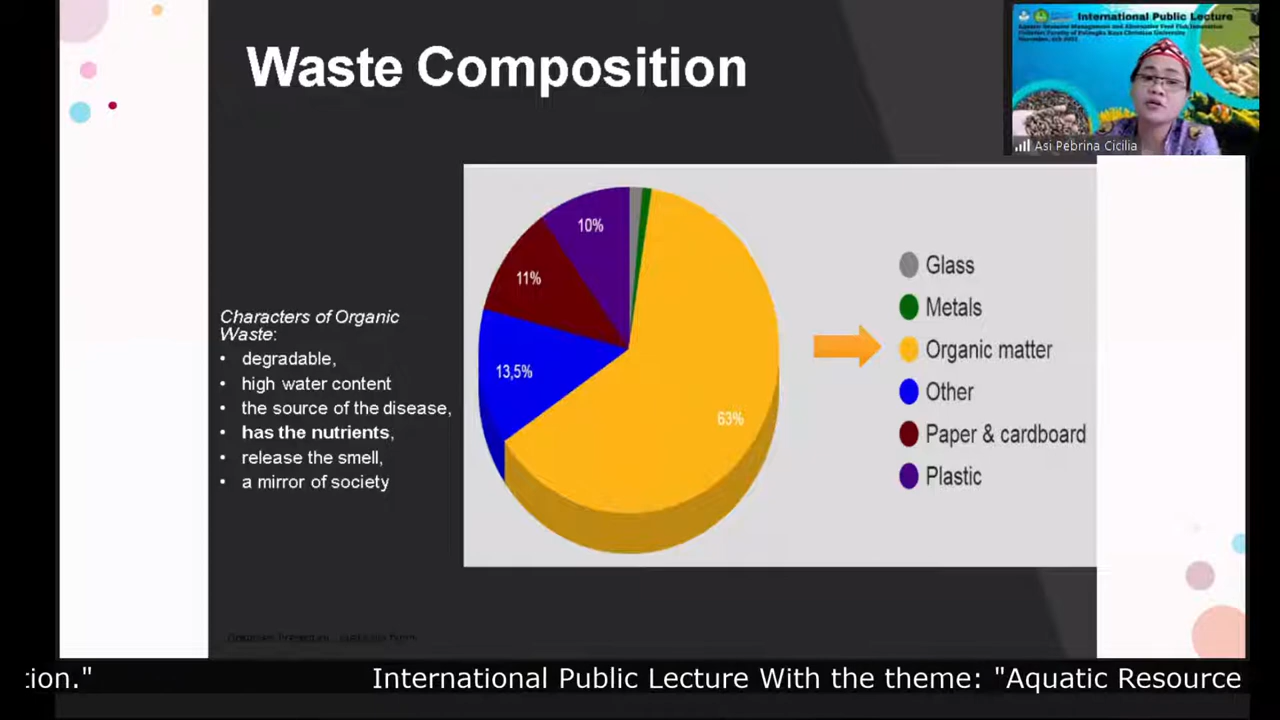 Waste Composition
International Public Lecture
Asi Pebrina Cicilia
10%
11%
13,5%
63%
Glass
Metals
Organic matter
Other
Paper & cardboard
Plastic
Characters of Organic
Waste:
• degradable,
• high water content
• the source of the disease,
• has the nutrients,
• release the smell,
• a mirror of society
tion." International Public Lecture With the theme: "Aquatic Resource